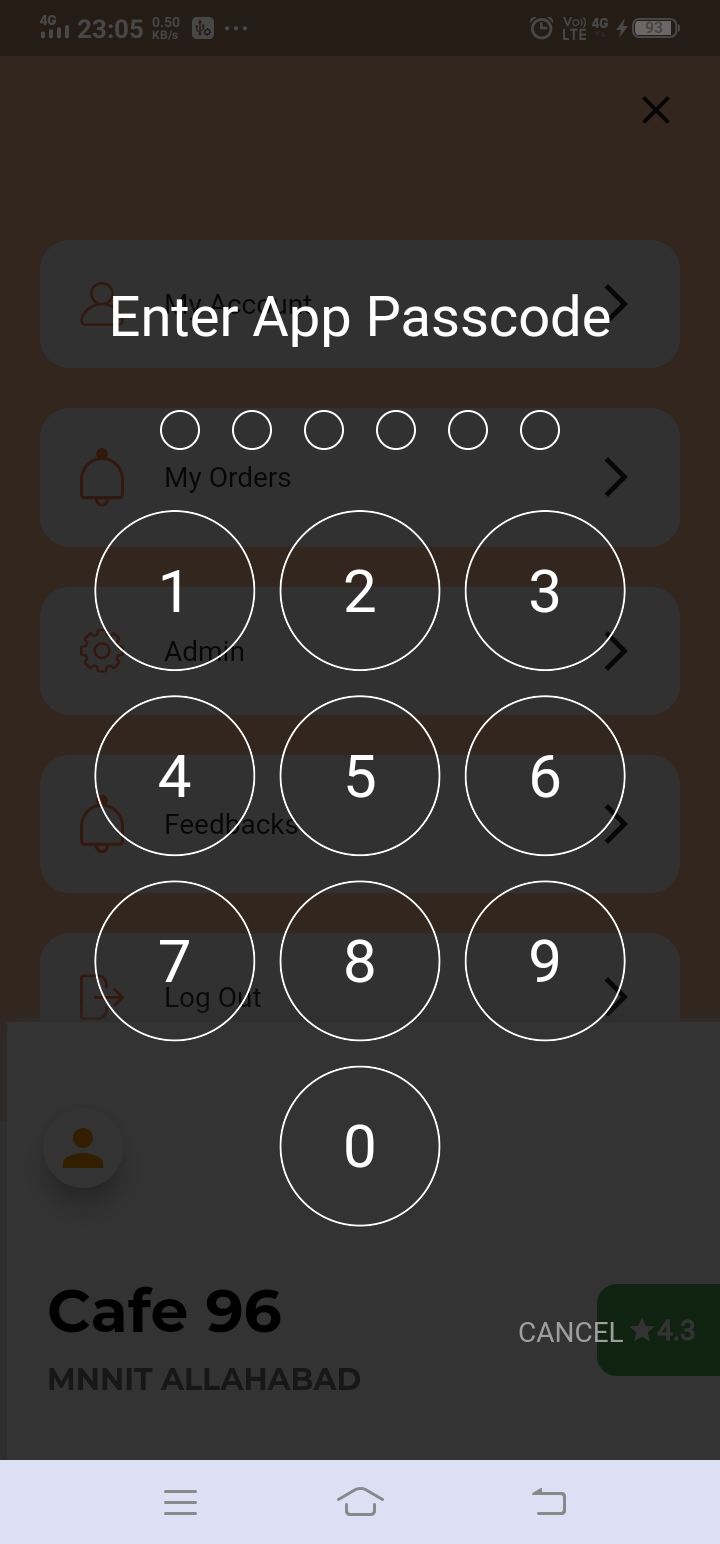 4G 23:05 0.50 KB/s ... Vo)) LTE 4G 93
My Account
Enter App Passcode
My Orders
1 2 3
Admin
4 5 6
Feedbacks
7 8 9
Log Out
0
Cafe 96
CANCEL ★4.3
MNNIT ALLAHABAD